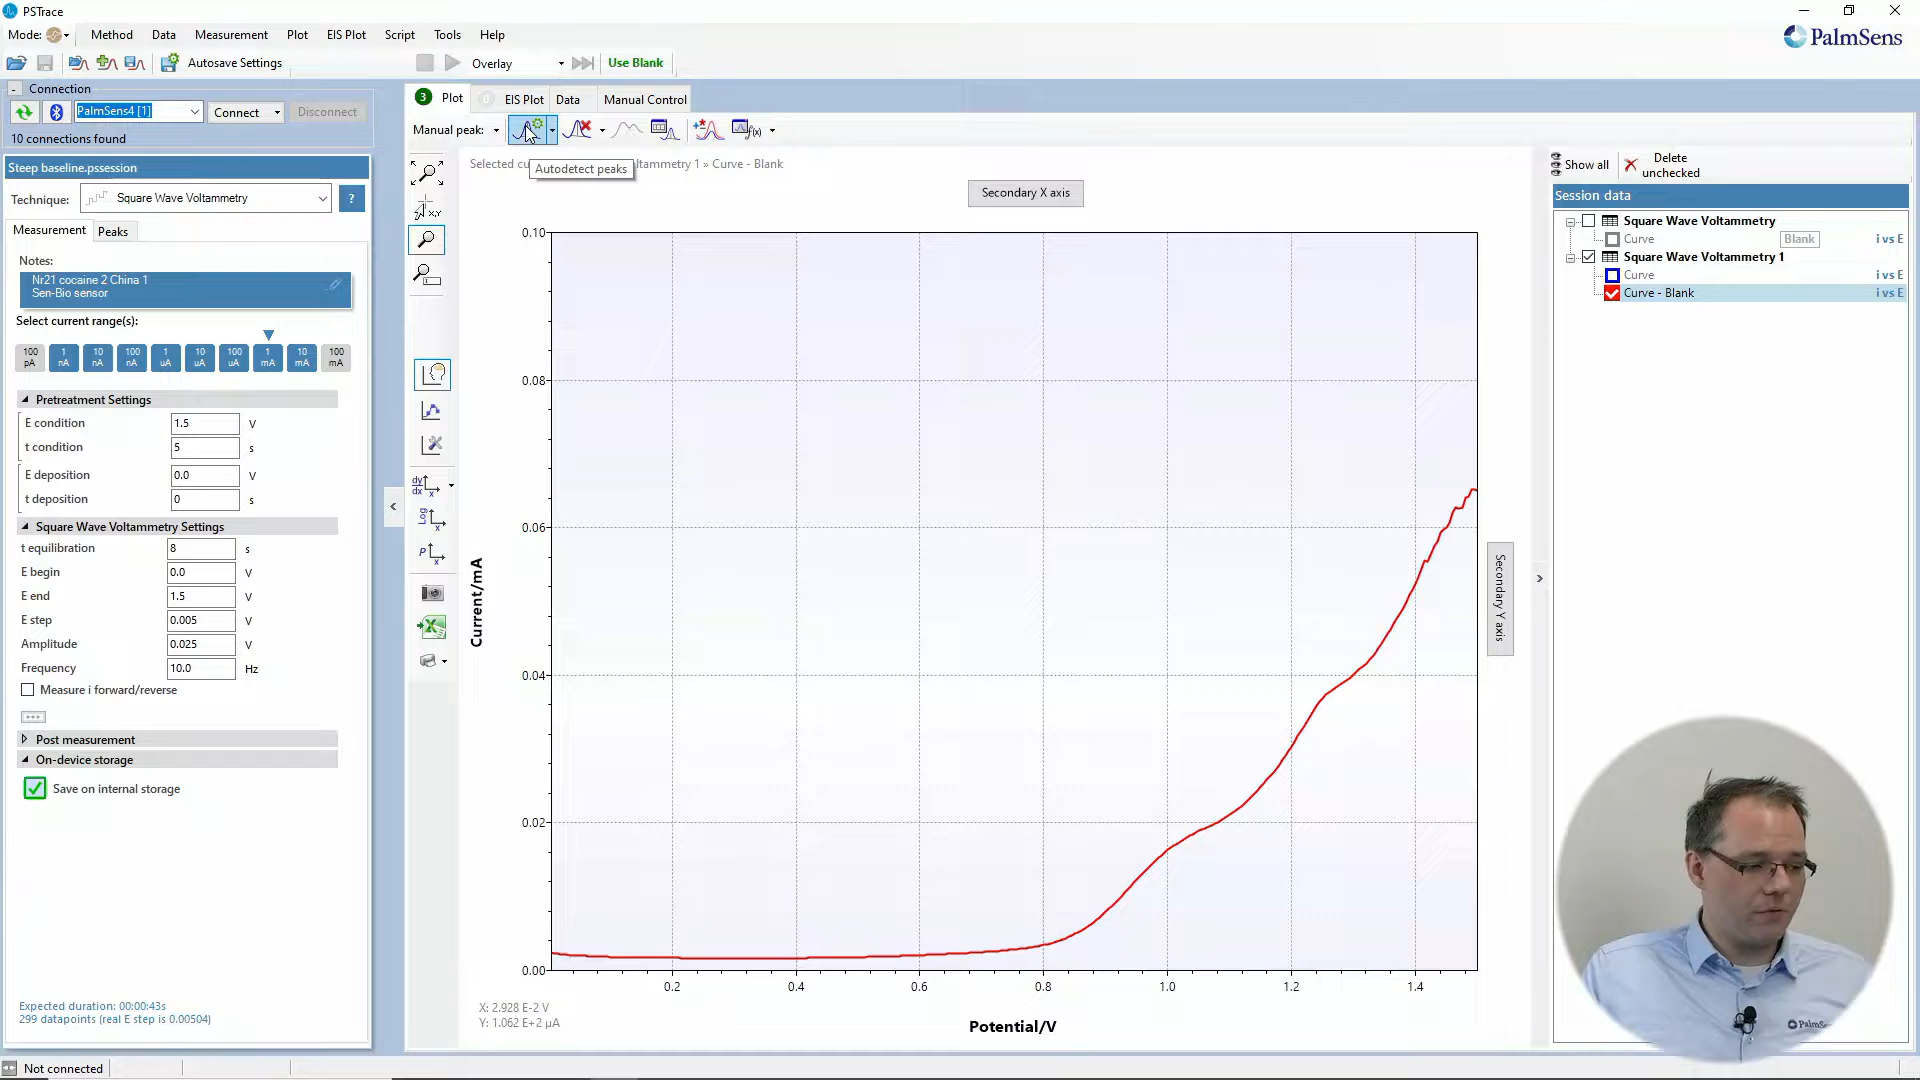 PSTrace
Mode:
Method
Data
Measurement
Plot
EIS Plot
Script
Tools
Help
PalmSens
Autosave Settings
Overlay
Use Blank
Connection
PalmSens4 [1]
Connect
Disconnect
10 connections found
3 Plot
0 EIS Plot
Data
Manual Control
Manual peak:
Autodetect peaks
Steep baseline.pssession
Technique:
Square Wave Voltammetry
?
Measurement
Peaks
Notes:
Nr21 cocaine 2 China 1
Sen-Bio sensor
Select current range(s):
100 pA
1 nA
10 nA
100 nA
1 uA
10 uA
100 uA
1 mA
10 mA
100 mA
Pretreatment Settings
E condition 1.5 V
t condition 5 s
E deposition 0.0 V
t deposition 0 s
Square Wave Voltammetry Settings
t equilibration 8 s
E begin 0.0 V
E end 1.5 V
E step 0.005 V
Amplitude 0.025 V
Frequency 10.0 Hz
Measure i forward/reverse
Post measurement
On-device storage
Save on internal storage
Expected duration: 00:00:43s
299 datapoints (real E step is 0.00504)
Not connected
x,y
dy/dx
x
Log
x
P
x
f(x)
Selected cu
ltammetry 1 » Curve - Blank
Secondary X axis
0.10
0.08
0.06
0.04
0.02
0.00
Current/mA
0.2
0.4
0.6
0.8
1.0
1.2
1.4
Potential/V
X: 2.928 E-2 V
Y: 1.062 E+2 µA
Secondary Y axis
Show all
Delete
unchecked
Session data
Square Wave Voltammetry
Curve Blank i vs E
Square Wave Voltammetry 1
Curve i vs E
Curve - Blank i vs E